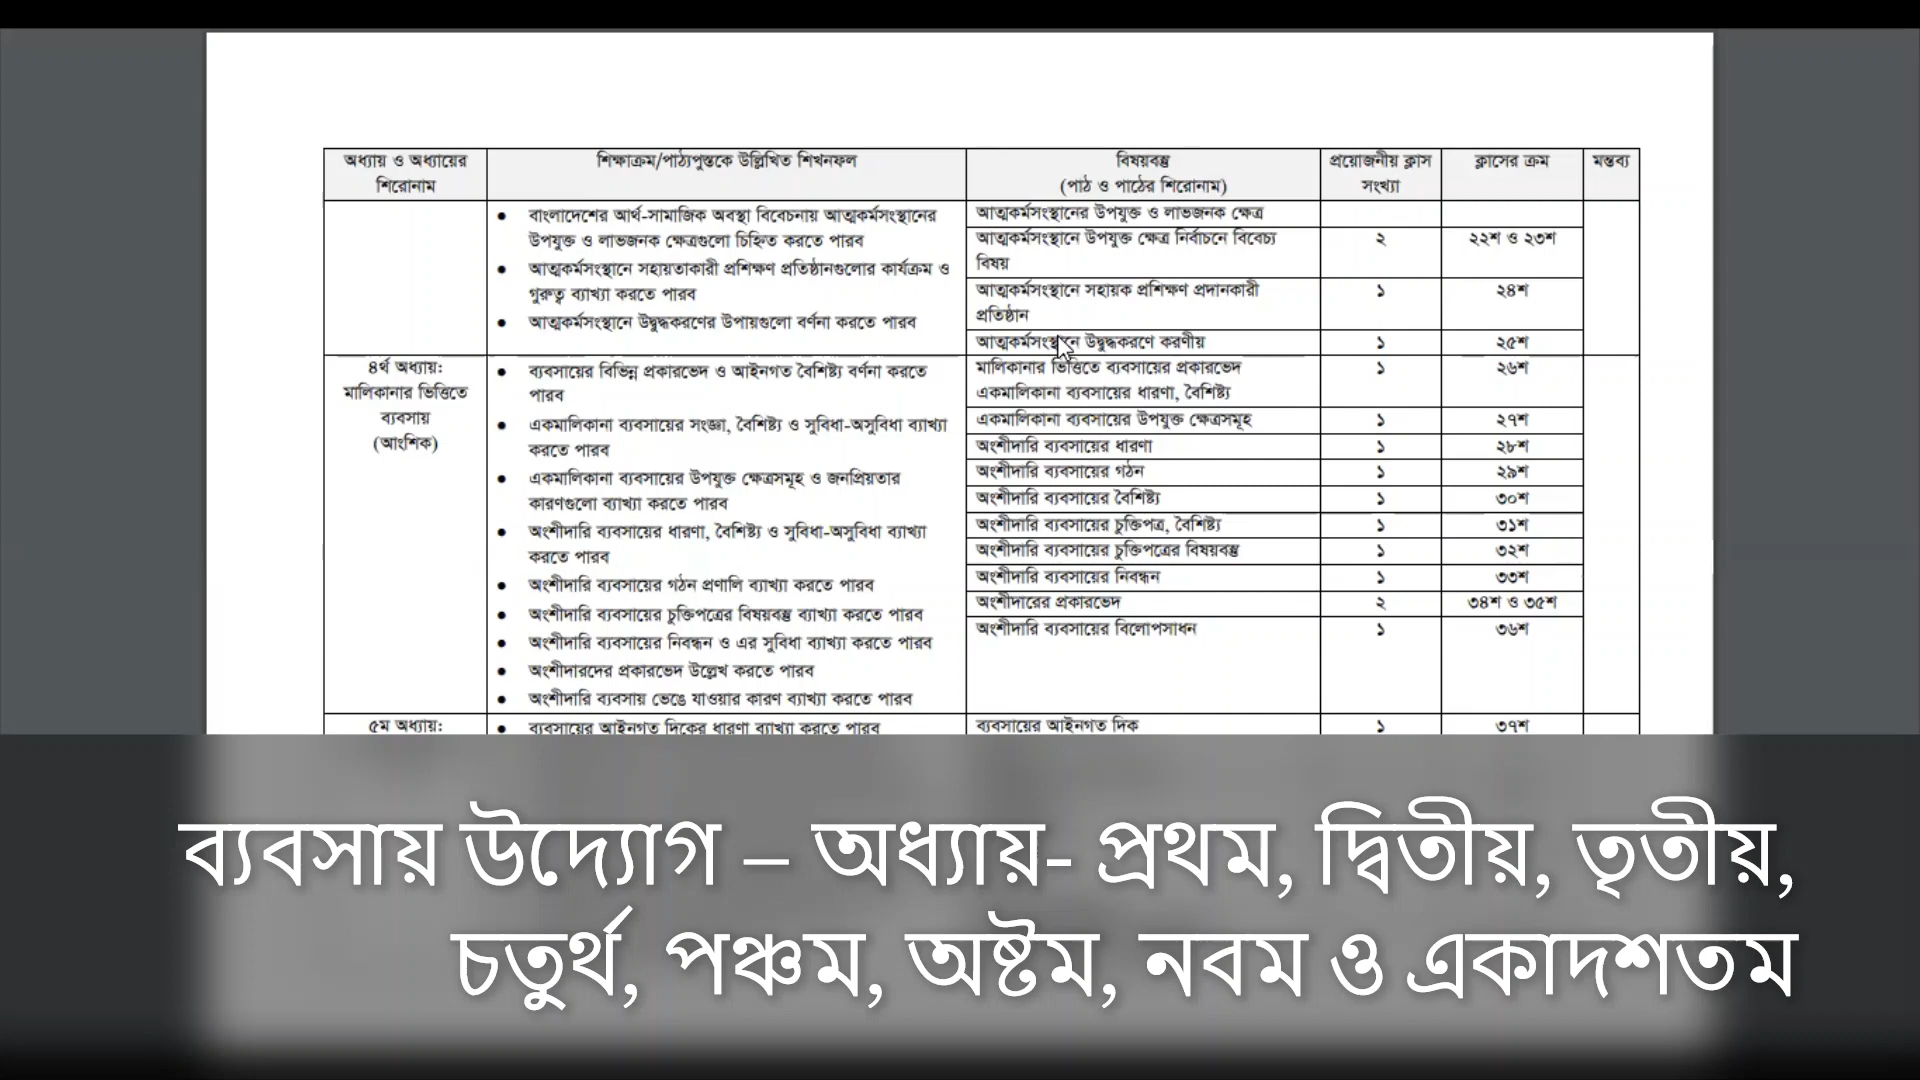 অধ্যায় ও অধ্যায়ের শিরোনাম
শিক্ষাক্রম/পাঠ্যপুস্তকে উল্লিখিত শিখনফল
বিষয়বস্তু
(পাঠ ও পাঠের শিরোনাম)
প্রয়োজনীয় ক্লাস সংখ্যা
ক্লাসের ক্রম
মন্তব্য
● বাংলাদেশের আর্থ-সামাজিক অবস্থা বিবেচনায় আত্মকর্মসংস্থানের
উপযুক্ত ও লাভজনক ক্ষেত্রগুলো চিহ্নিত করতে পারব
● আত্মকর্মসংস্থানে সহায়তাকারী প্রশিক্ষণ প্রতিষ্ঠানগুলোর কার্যক্রম ও
গুরুত্ব ব্যাখ্যা করতে পারব
● আত্মকর্মসংস্থানে উদ্বুদ্ধকরণের উপায়গুলো বর্ণনা করতে পারব
আত্মকর্মসংস্থানের উপযুক্ত ও লাভজনক ক্ষেত্র
আত্মকর্মসংস্থানে উপযুক্ত ক্ষেত্র নির্বাচনে বিবেচ্য
বিষয়
২ ২২শ ও ২৩শ
আত্মকর্মসংস্থানে সহায়ক প্রশিক্ষণ প্রদানকারী
প্রতিষ্ঠান
১ ২৪শ
আত্মকর্মসংস্থানে উদ্বুদ্ধকরণে করণীয় ১ ২৫শ
৪র্থ অধ্যায়:
মালিকানার ভিত্তিতে
ব্যবসায়
(আংশিক)
● ব্যবসায়ের বিভিন্ন প্রকারভেদ ও আইনগত বৈশিষ্ট্য বর্ণনা করতে
পারব
● একমালিকানা ব্যবসায়ের সংজ্ঞা, বৈশিষ্ট্য ও সুবিধা-অসুবিধা ব্যাখ্যা
করতে পারব
● একমালিকানা ব্যবসায়ের উপযুক্ত ক্ষেত্রসমূহ ও জনপ্রিয়তার
কারণগুলো ব্যাখ্যা করতে পারব
● অংশীদারি ব্যবসায়ের ধারণা, বৈশিষ্ট্য ও সুবিধা-অসুবিধা ব্যাখ্যা
করতে পারব
● অংশীদারি ব্যবসায়ের গঠন প্রণালি ব্যাখ্যা করতে পারব
● অংশীদারি ব্যবসায়ের চুক্তিপত্রের বিষয়বস্তু ব্যাখ্যা করতে পারব
● অংশীদারি ব্যবসায়ের নিবন্ধন ও এর সুবিধা ব্যাখ্যা করতে পারব
● অংশীদারদের প্রকারভেদ উল্লেখ করতে পারব
● অংশীদারি ব্যবসায় ভেঙে যাওয়ার কারণ ব্যাখ্যা করতে পারব
মালিকানার ভিত্তিতে ব্যবসায়ের প্রকারভেদ
একমালিকানা ব্যবসায়ের ধারণা, বৈশিষ্ট্য
১ ২৬শ
একমালিকানা ব্যবসায়ের উপযুক্ত ক্ষেত্রসমূহ ১ ২৭শ
অংশীদারি ব্যবসায়ের ধারণা ১ ২৮শ
অংশীদারি ব্যবসায়ের গঠন ১ ২৯শ
অংশীদারি ব্যবসায়ের বৈশিষ্ট্য ১ ৩০শ
অংশীদারি ব্যবসায়ের চুক্তিপত্র, বৈশিষ্ট্য ১ ৩১শ
অংশীদারি ব্যবসায়ের চুক্তিপত্রের বিষয়বস্তু ১ ৩২শ
অংশীদারি ব্যবসায়ের নিবন্ধন ১ ৩৩শ
অংশীদারের প্রকারভেদ ২ ৩৪শ ও ৩৫শ
অংশীদারি ব্যবসায়ের বিলোপসাধন ১ ৩৬শ
৫ম অধ্যায়:
● ব্যবসায়ের আইনগত দিকের ধারণা ব্যাখ্যা করতে পারব
ব্যবসায়ের আইনগত দিক ১ ৩৭শ
ব্যবসায় উদ্যোগ – অধ্যায়- প্রথম, দ্বিতীয়, তৃতীয়,
চতুর্থ, পঞ্চম, অষ্টম, নবম ও একাদশতম